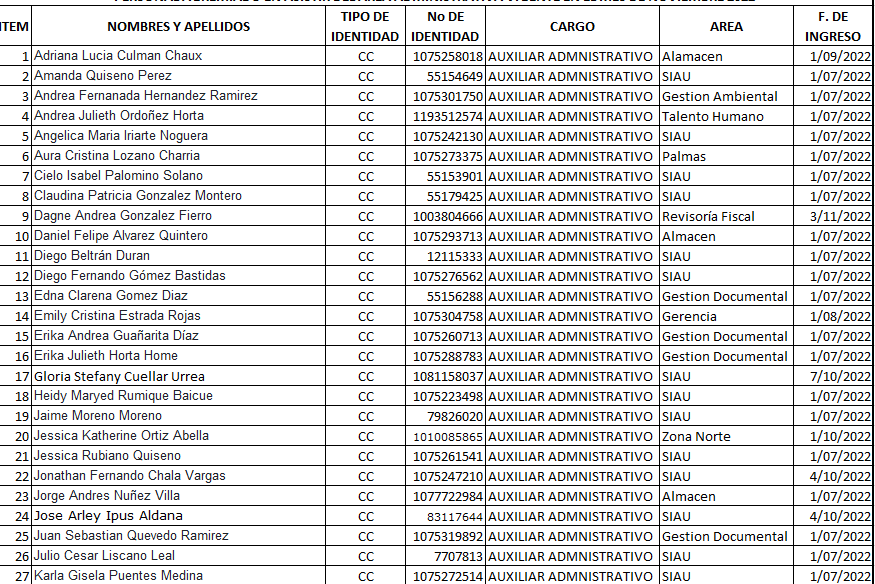 ITEM NOMBRES Y APELLIDOS TIPO DE IDENTIDAD No DE IDENTIDAD CARGO AREA F. DE INGRESO
1 Adriana Lucia Culman Chaux CC 1075258018 AUXILIAR ADMNISTRATIVO Alamacen 1/09/2022
2 Amanda Quiseno Perez CC 55154649 AUXILIAR ADMNISTRATIVO SIAU 1/07/2022
3 Andrea Fernanada Hernandez Ramirez CC 1075301750 AUXILIAR ADMNISTRATIVO Gestion Ambiental 1/07/2022
4 Andrea Julieth Ordoñez Horta CC 1193512574 AUXILIAR ADMNISTRATIVO Talento Humano 1/07/2022
5 Angelica Maria Iriarte Noguera CC 1075242130 AUXILIAR ADMNISTRATIVO SIAU 1/07/2022
6 Aura Cristina Lozano Charria CC 1075273375 AUXILIAR ADMNISTRATIVO Palmas 1/07/2022
7 Cielo Isabel Palomino Solano CC 55153901 AUXILIAR ADMNISTRATIVO SIAU 1/07/2022
8 Claudina Patricia Gonzalez Montero CC 55179425 AUXILIAR ADMNISTRATIVO SIAU 1/07/2022
9 Dagne Andrea Gonzalez Fierro CC 1003804666 AUXILIAR ADMNISTRATIVO Revisoría Fiscal 3/11/2022
10 Daniel Felipe Alvarez Quintero CC 1075293713 AUXILIAR ADMNISTRATIVO Almacen 1/07/2022
11 Diego Beltrán Duran CC 12115333 AUXILIAR ADMNISTRATIVO SIAU 1/07/2022
12 Diego Fernando Gómez Bastidas CC 1075276562 AUXILIAR ADMNISTRATIVO SIAU 1/07/2022
13 Edna Clarena Gomez Diaz CC 55156288 AUXILIAR ADMNISTRATIVO Gestion Documental 1/07/2022
14 Emily Cristina Estrada Rojas CC 1075304758 AUXILIAR ADMNISTRATIVO Gerencia 1/08/2022
15 Erika Andrea Guañarita Díaz CC 1075260713 AUXILIAR ADMNISTRATIVO Gestion Documental 1/07/2022
16 Erika Julieth Horta Home CC 1075288783 AUXILIAR ADMNISTRATIVO Gestion Documental 1/07/2022
17 Gloria Stefany Cuellar Urrea CC 1081158037 AUXILIAR ADMNISTRATIVO SIAU 7/10/2022
18 Heidy Maryed Rumique Baicue CC 1075223498 AUXILIAR ADMNISTRATIVO SIAU 1/07/2022
19 Jaime Moreno Moreno CC 79826020 AUXILIAR ADMNISTRATIVO SIAU 1/07/2022
20 Jessica Katherine Ortiz Abella CC 1010085865 AUXILIAR ADMNISTRATIVO Zona Norte 1/10/2022
21 Jessica Rubiano Quiseno CC 1075261541 AUXILIAR ADMNISTRATIVO SIAU 1/07/2022
22 Jonathan Fernando Chala Vargas CC 1075247210 AUXILIAR ADMNISTRATIVO SIAU 4/10/2022
23 Jorge Andres Nuñez Villa CC 1077722984 AUXILIAR ADMNISTRATIVO Almacen 1/07/2022
24 Jose Arley Ipus Aldana CC 83117644 AUXILIAR ADMNISTRATIVO SIAU 4/10/2022
25 Juan Sebastian Quevedo Ramirez CC 1075319892 AUXILIAR ADMNISTRATIVO Gestion Documental 1/07/2022
26 Julio Cesar Liscano Leal CC 7707813 AUXILIAR ADMNISTRATIVO SIAU 1/07/2022
27 Karla Gisela Puentes Medina CC 1075272514 AUXILIAR ADMNISTRATIVO SIAU 1/07/2022